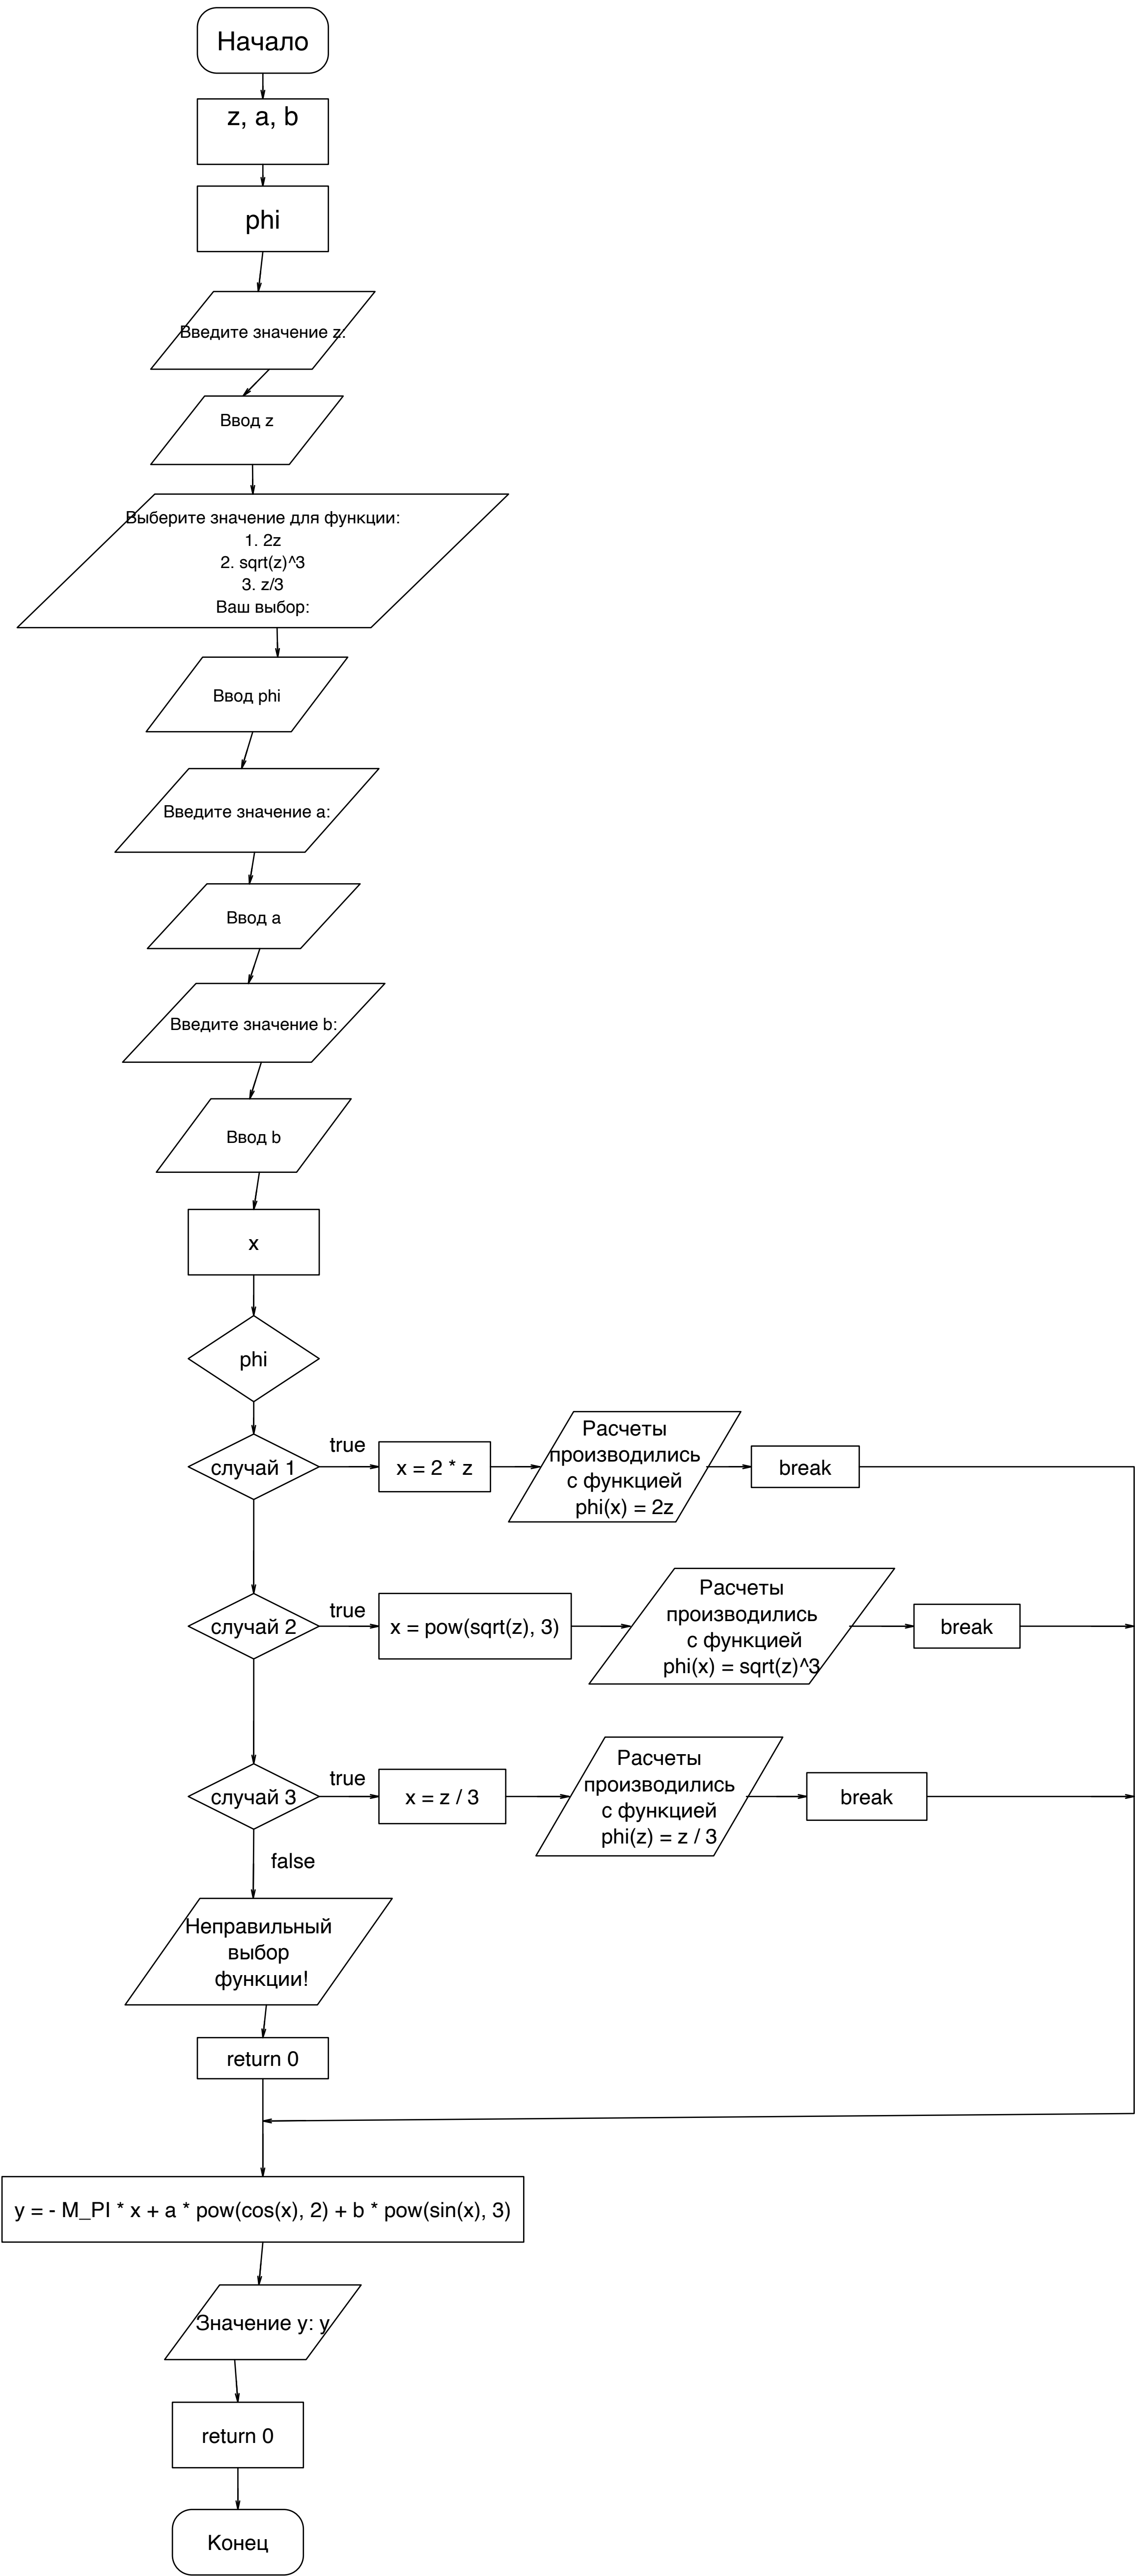 Начало
z, a, b
phi
Введите значение z:
Ввод z
Выберите значение для функции:
1. 2z
2. sqrt(z)^3
3. z/3
Ваш выбор:
Ввод phi
Введите значение a:
Ввод a
Введите значение b:
Ввод b
x
phi
случай 1
true
x = 2 * z
Расчеты
производились
с функцией
phi(x) = 2z
break
случай 2
true
x = pow(sqrt(z), 3)
Расчеты
производились
с функцией
phi(x) = sqrt(z)^3
break
случай 3
true
x = z / 3
Расчеты
производились
с функцией
phi(z) = z / 3
break
false
Неправильный
выбор
функции!
return 0
y = - M_PI * x + a * pow(cos(x), 2) + b * pow(sin(x), 3)
Значение y: y
return 0
Конец